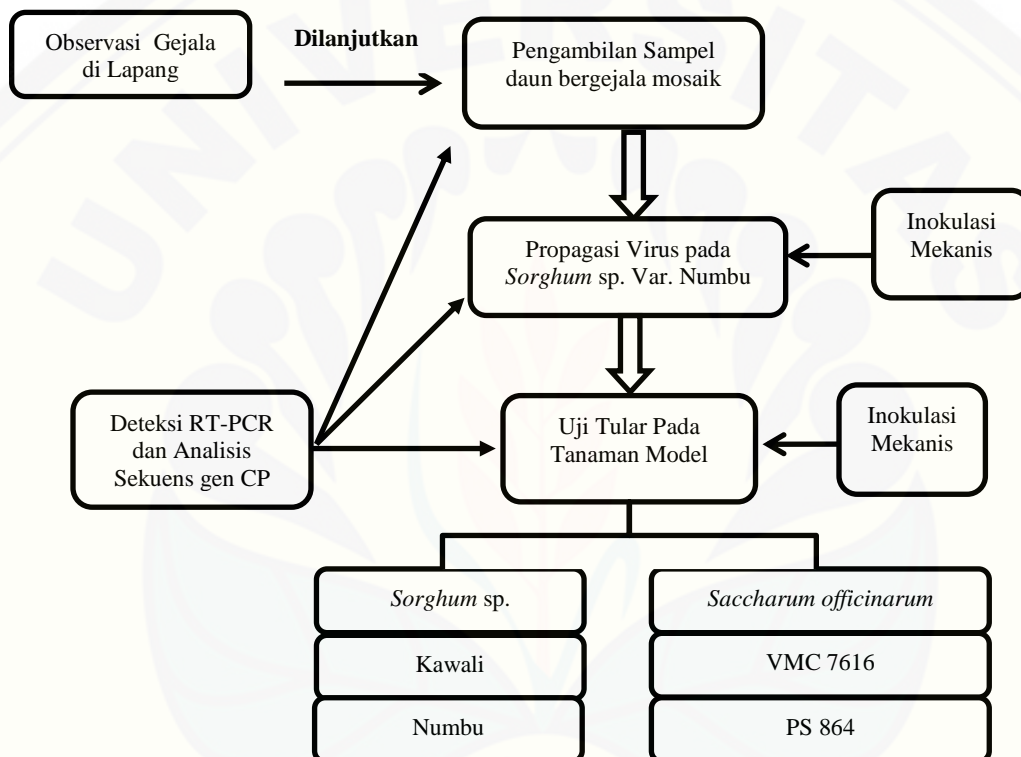 Observasi Gejala
di Lapang
Dilanjutkan
Pengambilan Sampel
daun bergejala mosaik
Propagasi Virus pada
Sorghum sp. Var. Numbu
Inokulasi
Mekanis
Deteksi RT-PCR
dan Analisis
Sekuens gen CP
Uji Tular Pada
Tanaman Model
Inokulasi
Mekanis
Sorghum sp.
Kawali
Numbu
Saccharum officinarum
VMC 7616
PS 864
UNIVERSITAS